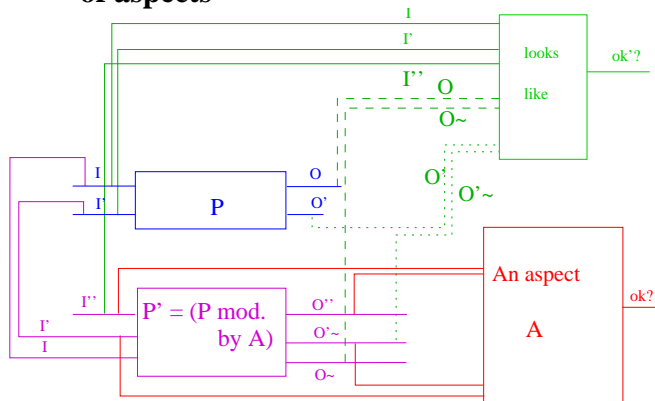 of aspects
I
I'
I''
looks
like
ok'?
O
O~
I
I'
P
O
O'
O'
O'~
I''
I'
I
P' = (P mod.
by A)
O''
O'~
O~
An aspect
A
ok?